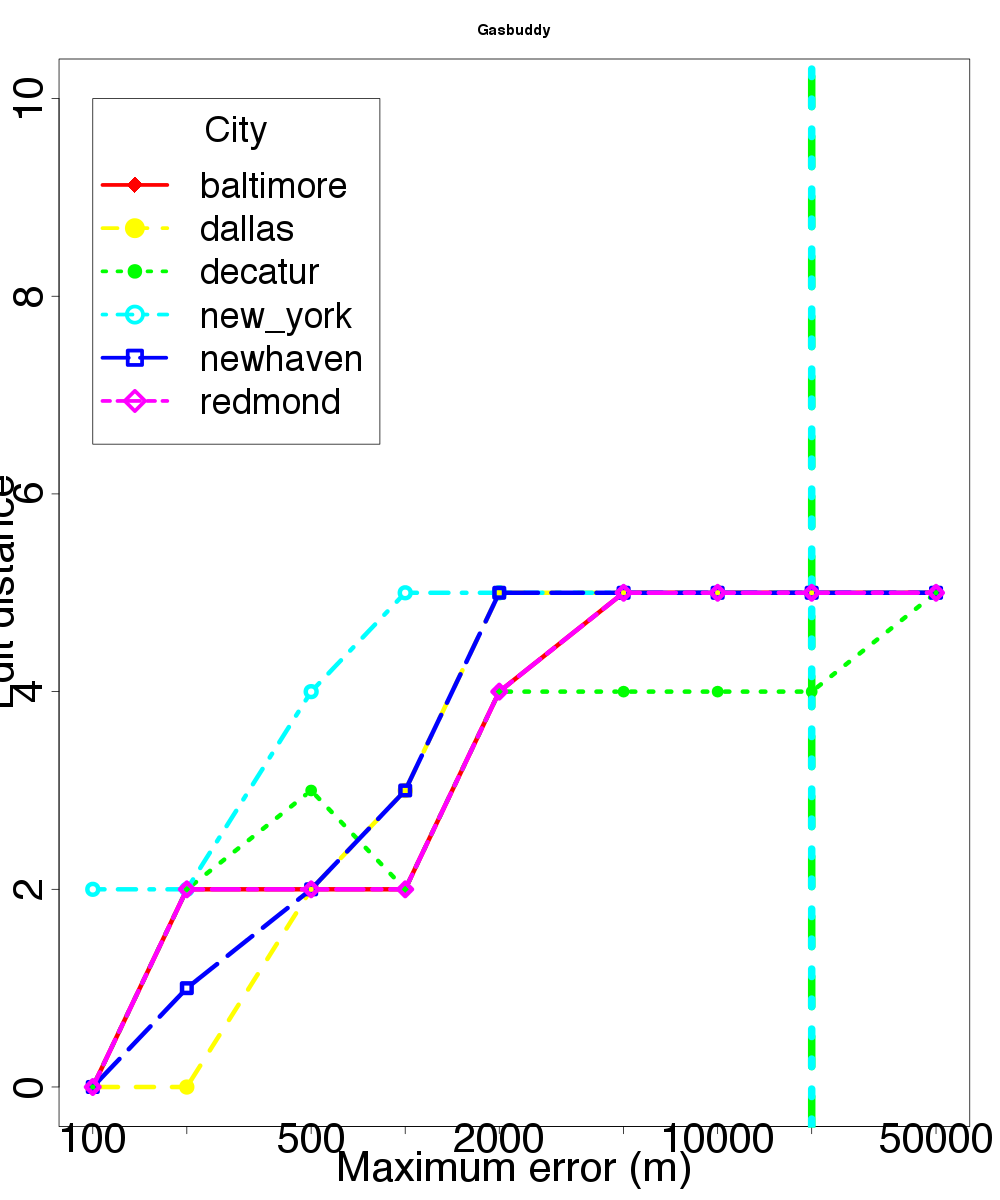 Gasbuddy
City
baltimore
dallas
decatur
new_york
newhaven
redmond
10
8
6
4
2
0
Edit distance
100 500 2000 10000 50000
Maximum error (m)